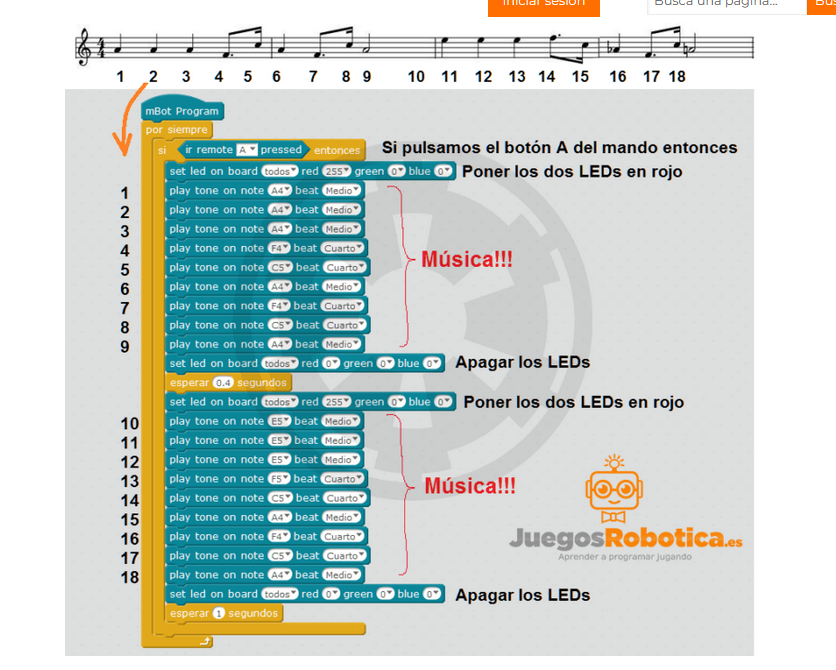 Iniciar sesión
Busca una página...
Bus
4
4
1 2 3 4 5 6 7 8 9 10 11 12 13 14 15 16 17 18
mBot Program
por siempre
si ir remote A pressed entonces Si pulsamos el botón A del mando entonces
set led on board todos red 255 green 0 blue 0 Poner los dos LEDs en rojo
1 play tone on note A4 beat Medio
2 play tone on note A4 beat Medio
3 play tone on note A4 beat Medio
4 play tone on note F4 beat Cuarto
5 play tone on note C5 beat Cuarto
6 play tone on note A4 beat Medio
7 play tone on note F4 beat Cuarto
8 play tone on note C5 beat Cuarto
9 play tone on note A4 beat Medio
Música!!!
set led on board todos red 0 green 0 blue 0 Apagar los LEDs
esperar 0.4 segundos
set led on board todos red 255 green 0 blue 0 Poner los dos LEDs en rojo
10 play tone on note E5 beat Medio
11 play tone on note E5 beat Medio
12 play tone on note E5 beat Medio
13 play tone on note F5 beat Cuarto
14 play tone on note C5 beat Cuarto
15 play tone on note A4 beat Medio
16 play tone on note F4 beat Cuarto
17 play tone on note C5 beat Cuarto
18 play tone on note A4 beat Medio
Música!!!
set led on board todos red 0 green 0 blue 0 Apagar los LEDs
esperar 1 segundos
JuegosRobotica.es
Aprender a programar jugando